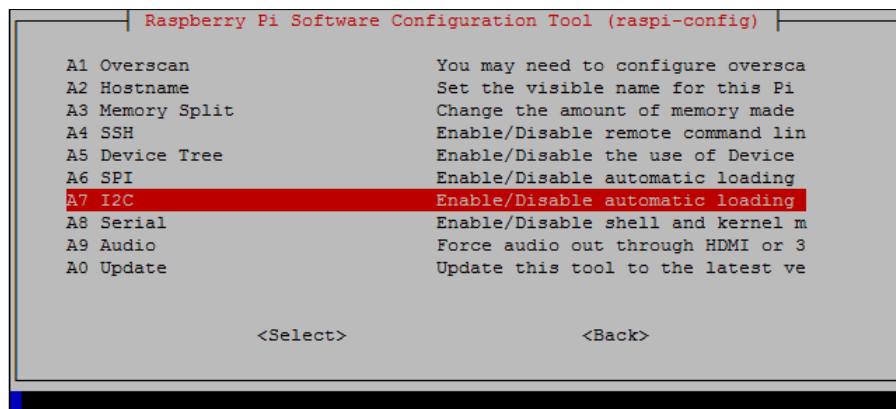 Raspberry Pi Software Configuration Tool (raspi-config)
A1 Overscan You may need to configure oversca
A2 Hostname Set the visible name for this Pi
A3 Memory Split Change the amount of memory made
A4 SSH Enable/Disable remote command lin
A5 Device Tree Enable/Disable the use of Device
A6 SPI Enable/Disable automatic loading
A7 I2C Enable/Disable automatic loading
A8 Serial Enable/Disable shell and kernel m
A9 Audio Force audio out through HDMI or 3
A0 Update Update this tool to the latest ve
<Select> <Back>